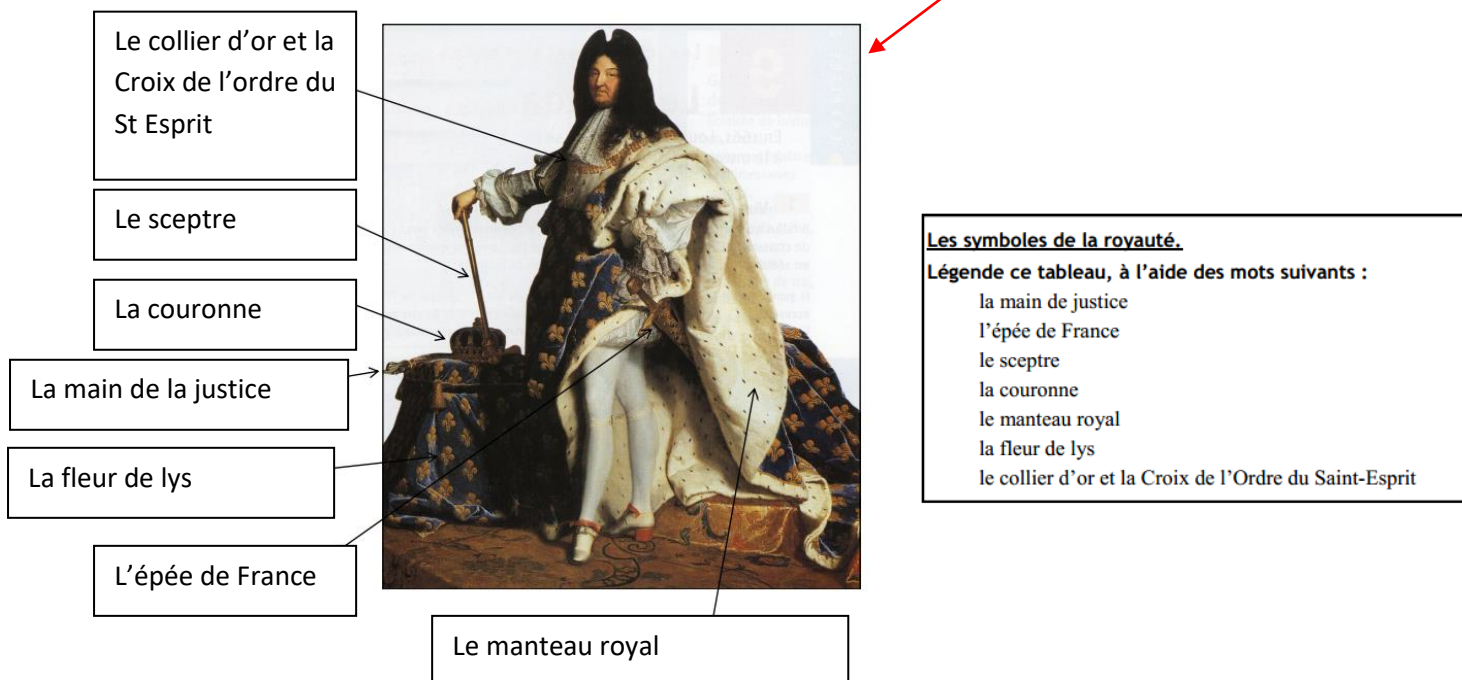 Le collier d’or et la
Croix de l’ordre du
St Esprit
Le sceptre
La couronne
La main de la justice
La fleur de lys
L’épée de France
Le manteau royal
Les symboles de la royauté.
Légende ce tableau, à l’aide des mots suivants :
la main de justice
l’épée de France
le sceptre
la couronne
le manteau royal
la fleur de lys
le collier d’or et la Croix de l’Ordre du Saint-Esprit